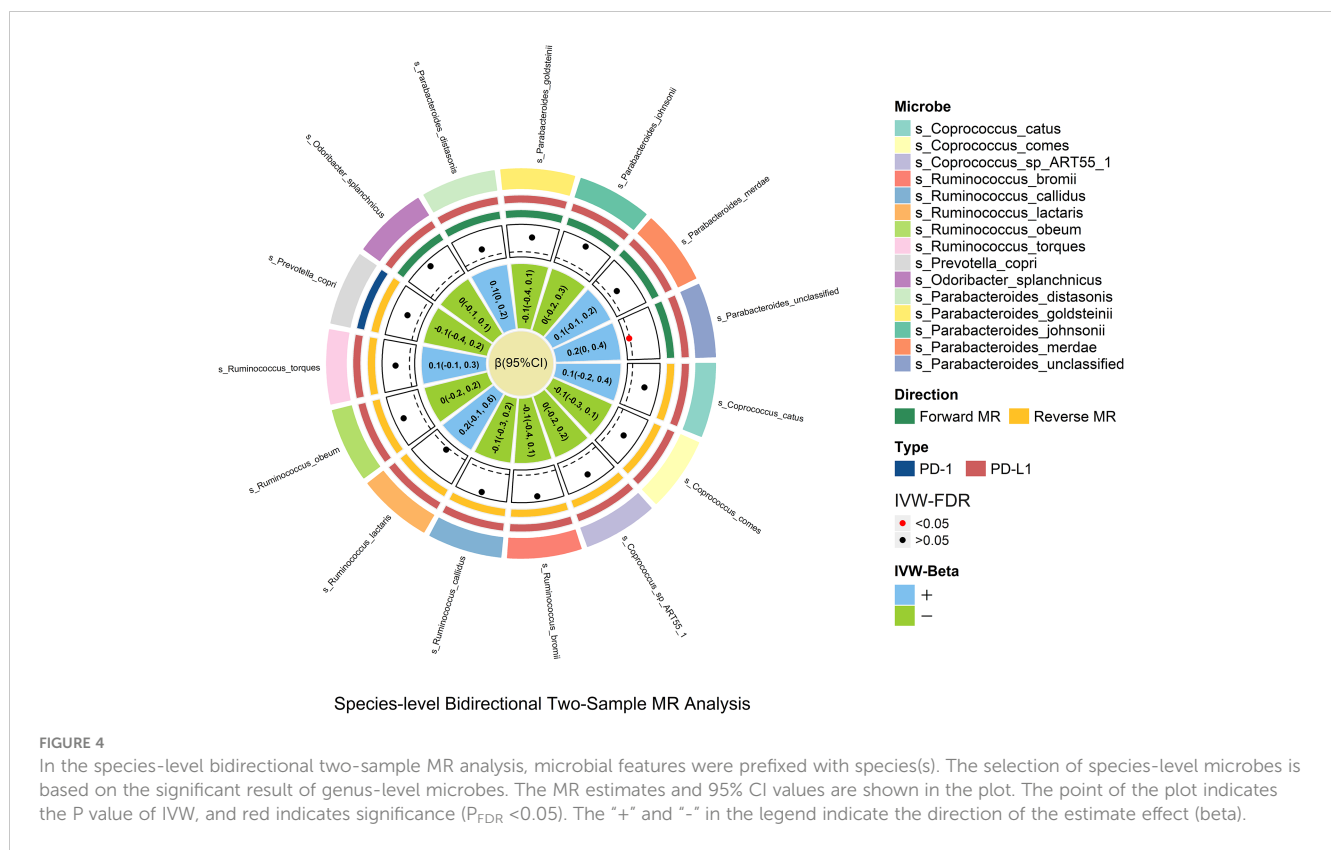 s_Parabacteroides_goldsteinii
s_Parabacteroides_johnsonii
s_Parabacteroides_merdae
s_Parabacteroides_unclassified
s_Coprococcus_catus
s_Coprococcus_comes
s_Coprococcus_sp_ART55_1
s_Ruminococcus_bromii
s_Ruminococcus_callidus
s_Ruminococcus_lactaris
s_Ruminococcus_obeum
s_Ruminococcus_torques
s_Prevotella_copri
s_Odoribacter_splanchnicus
s_Parabacteroides_distasonis
-0.1(-0.4, 0.1)
0(-0.2, 0.3)
0.1(-0.1, 0.2)
0.2(0, 0.4)
0.1(-0.2, 0.4)
-0.1(-0.3, 0.1)
0(-0.2, 0.2)
-0.1(-0.4, 0.1)
-0.1(-0.3, 0.2)
0.2(-0.1, 0.6)
0(-0.2, 0.2)
0.1(-0.1, 0.3)
-0.1(-0.4, 0.2)
0(-0.1, 0.1)
0.1(0, 0.2)
β(95%CI)
Species-level Bidirectional Two-Sample MR Analysis
Microbe
s_Coprococcus_catus
s_Coprococcus_comes
s_Coprococcus_sp_ART55_1
s_Ruminococcus_bromii
s_Ruminococcus_callidus
s_Ruminococcus_lactaris
s_Ruminococcus_obeum
s_Ruminococcus_torques
s_Prevotella_copri
s_Odoribacter_splanchnicus
s_Parabacteroides_distasonis
s_Parabacteroides_goldsteinii
s_Parabacteroides_johnsonii
s_Parabacteroides_merdae
s_Parabacteroides_unclassified
Direction
Forward MR Reverse MR
Type
PD-1 PD-L1
IVW-FDR
<0.05
>0.05
IVW-Beta
+
−
FIGURE 4
In the species-level bidirectional two-sample MR analysis, microbial features were prefixed with species(s). The selection of species-level microbes is
based on the significant result of genus-level microbes. The MR estimates and 95% CI values are shown in the plot. The point of the plot indicates
the P value of IVW, and red indicates significance (PFDR <0.05). The “+” and “-” in the legend indicate the direction of the estimate effect (beta).